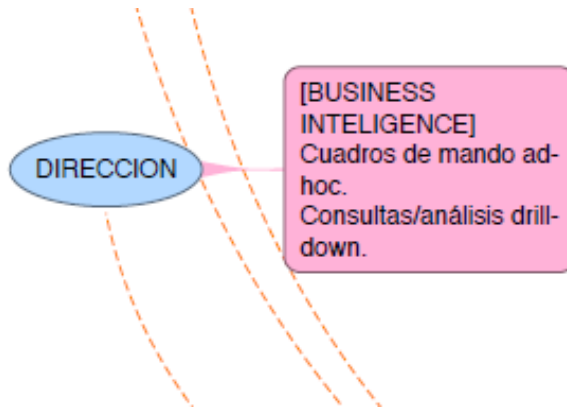 DIRECCION
[BUSINESS
INTELIGENCE]
Cuadros de mando ad-
hoc.
Consultas/análisis drill-
down.